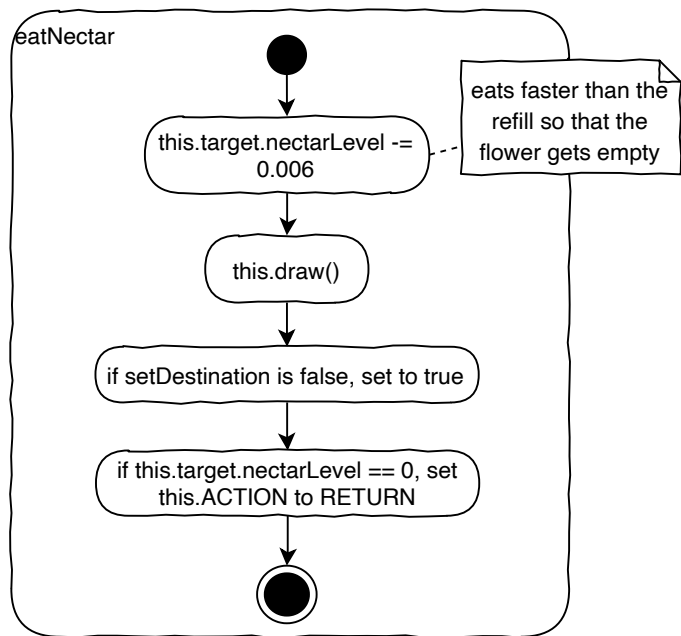 eatNectar
this.target.nectarLevel -=
0.006
eats faster than the
refill so that the
flower gets empty
this.draw()
if setDestination is false, set to true
if this.target.nectarLevel == 0, set
this.ACTION to RETURN